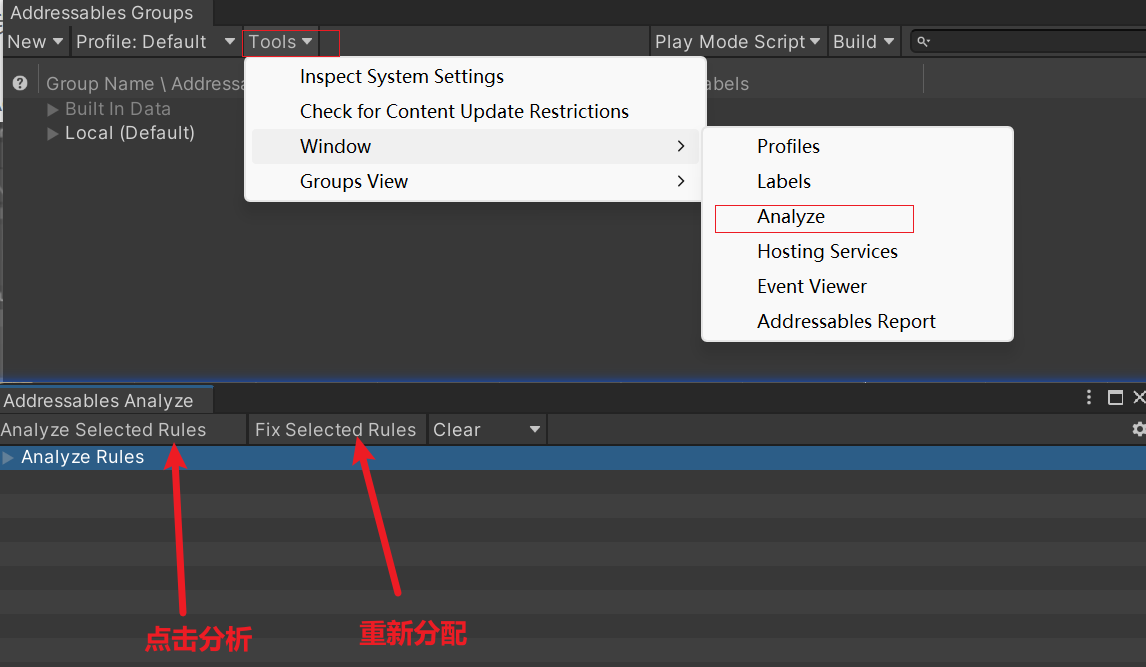 Addressables Groups
New Profile: Default Tools Play Mode Script Build
Group Name \ Addressa abels
Built In Data
Local (Default)
Inspect System Settings
Check for Content Update Restrictions
Window
Groups View
Profiles
Labels
Analyze
Hosting Services
Event Viewer
Addressables Report
Addressables Analyze
Analyze Selected Rules Fix Selected Rules Clear
Analyze Rules
点击分析 重新分配